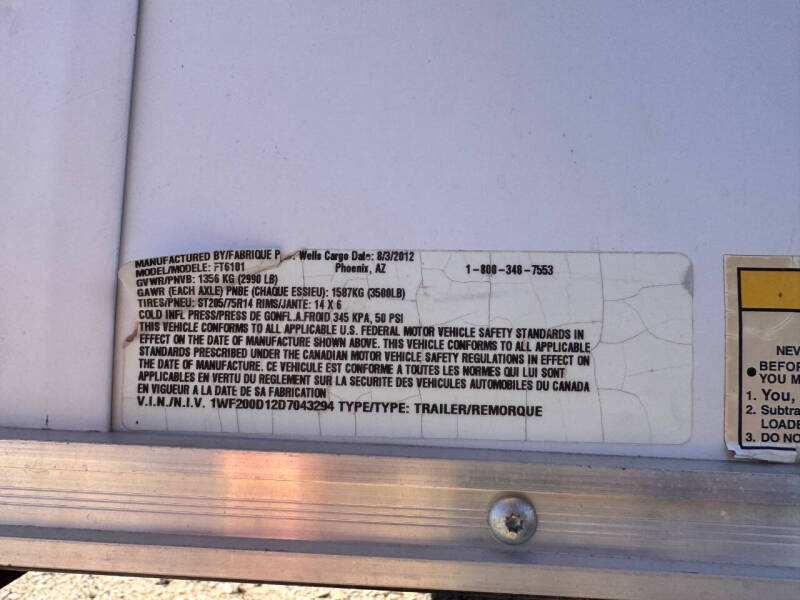 MANUFACTURED BY/FABRIQUE P Wells Cargo Date: 8/3/2012
MODEL/MODELE: FT6101 Phoenix, AZ 1-800-348-7553
GVWR/PNVB: 1356 KG (2990 LB)
GAWR (EACH AXLE) PNBE (CHAQUE ESSIEU): 1587KG (3500LB)
TIRES/PNEU: ST205/75R14 RIMS/JANTE: 14 X 6
COLD INFL PRESS/PRESS DE GONFL.A.FROID 345 KPA, 50 PSI
THIS VEHICLE CONFORMS TO ALL APPLICABLE U.S. FEDERAL MOTOR VEHICLE SAFETY STANDARDS IN
EFFECT ON THE DATE OF MANUFACTURE SHOWN ABOVE. THIS VEHICLE CONFORMS TO ALL APPLICABLE
STANDARDS PRESCRIBED UNDER THE CANADIAN MOTOR VEHICLE SAFETY REGULATIONS IN EFFECT ON
THE DATE OF MANUFACTURE. CE VEHICULE EST CONFORME A TOUTES LES NORMES QUI LUI SONT
APPLICABLES EN VERTU DU REGLEMENT SUR LA SECURITE DES VEHICULES AUTOMOBILES DU CANADA
EN VIGUEUR A LA DATE DE SA FABRICATION
V.I.N./N.I.V. 1WF200D12D7043294 TYPE/TYPE: TRAILER/REMORQUE
NEV
• BEFOR
YOU M
1. You,
2. Subtra
LOADE
3. DO NO